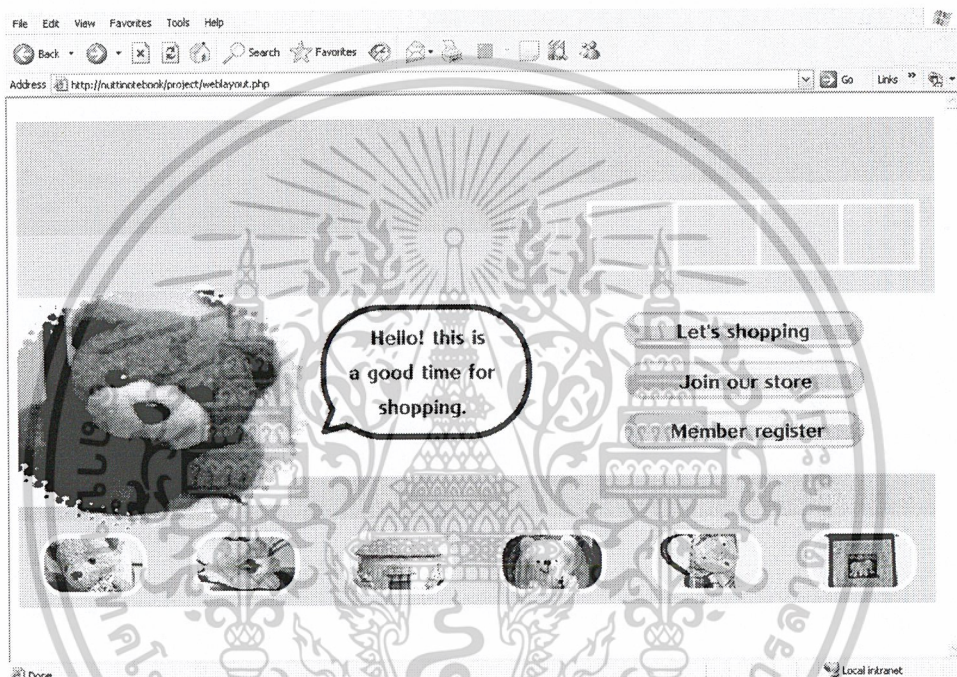 File Edit View Favorites Tools Help
Back Search Favorites
Address http://nuttinotebook/project/weblayout.php Go Links »
Hello! this is
a good time for
shopping.
Let's shopping
Join our store
Member register
Done Local intranet